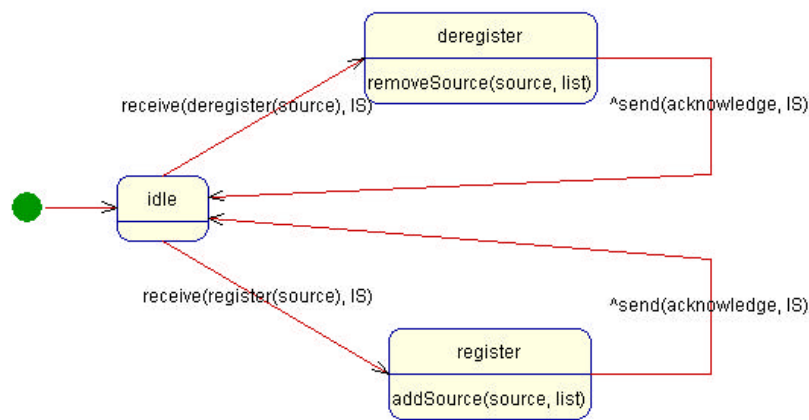 deregister
removeSource(source, list)
receive(deregister(source), IS)
^send(acknowledge, IS)
idle
receive(register(source), IS)
^send(acknowledge, IS)
register
addSource(source, list)